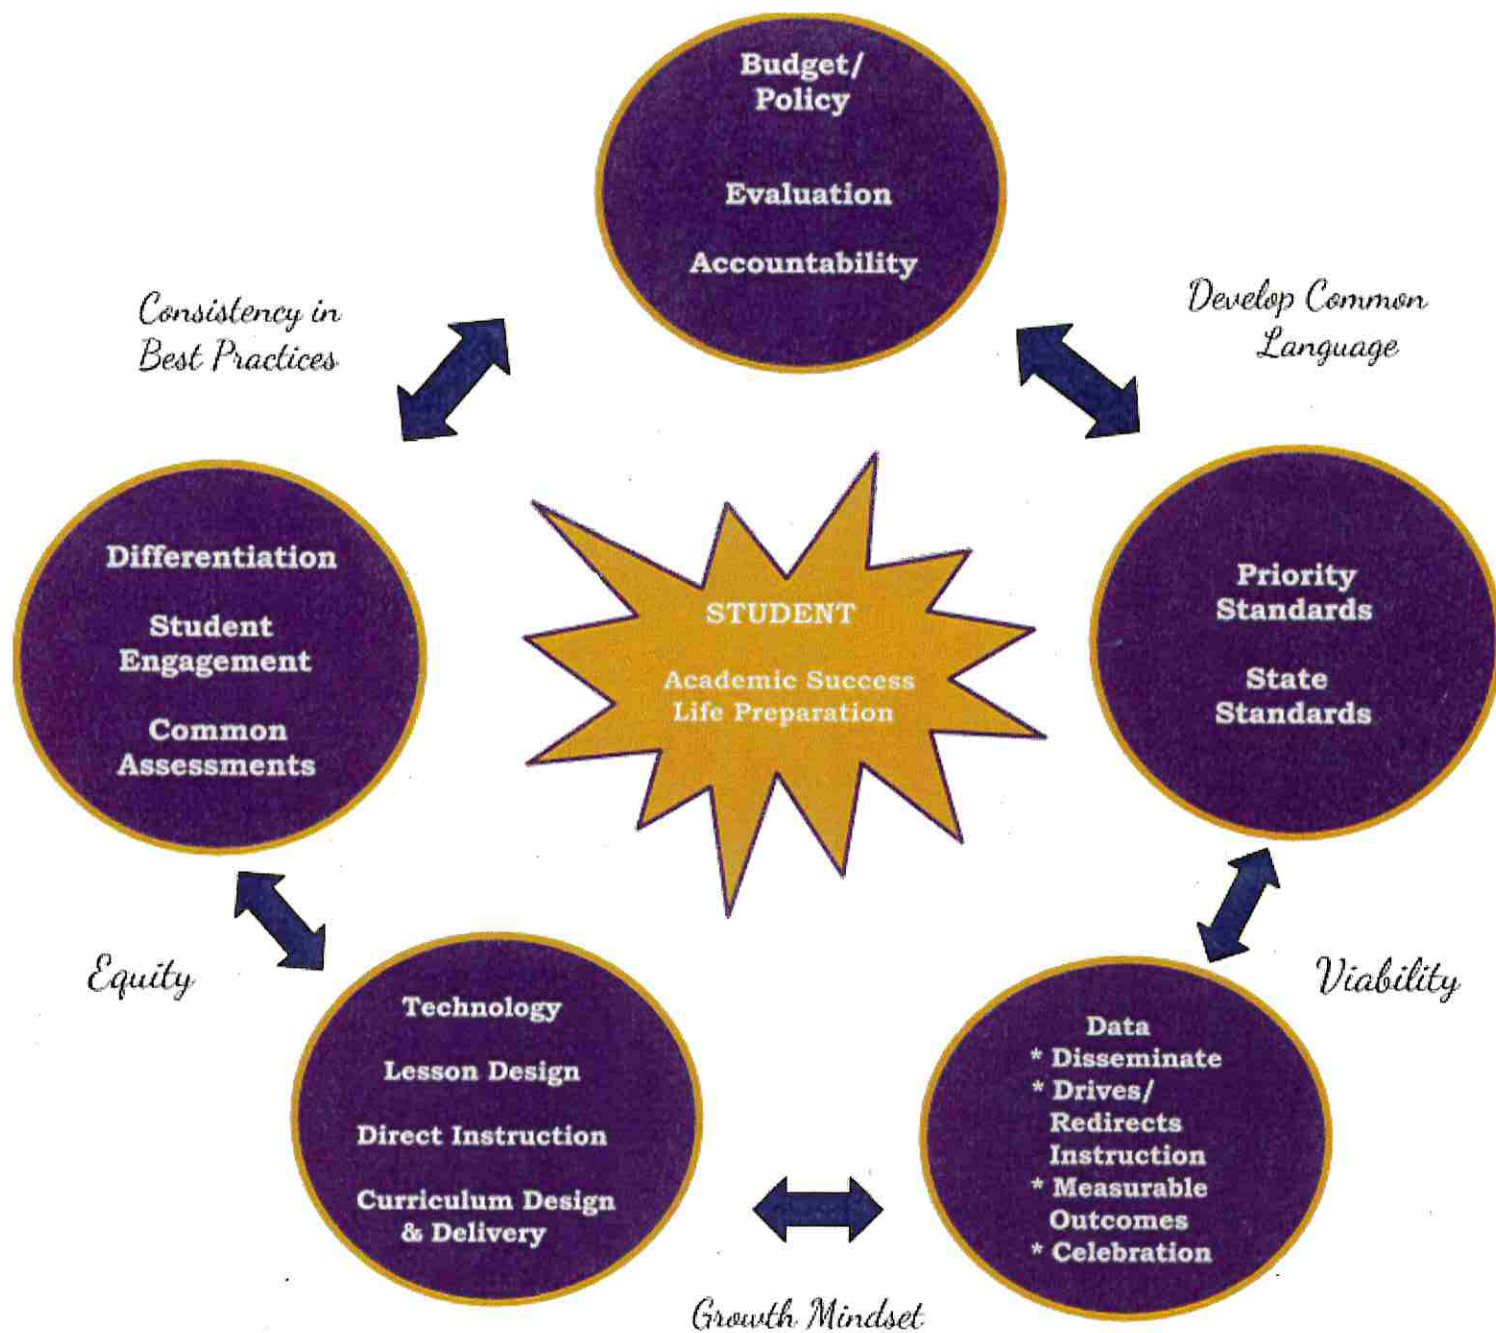 Budget/
Policy
Evaluation
Accountability
Consistency in
Best Practices
Develop Common
Language
Differentiation
Student
Engagement
Common
Assessments
STUDENT
Academic Success
Life Preparation
Priority
Standards
State
Standards
Equity
Viability
Technology
Lesson Design
Direct Instruction
Curriculum Design
& Delivery
Data
* Disseminate
* Drives/
Redirects
Instruction
* Measurable
Outcomes
* Celebration
Growth Mindset